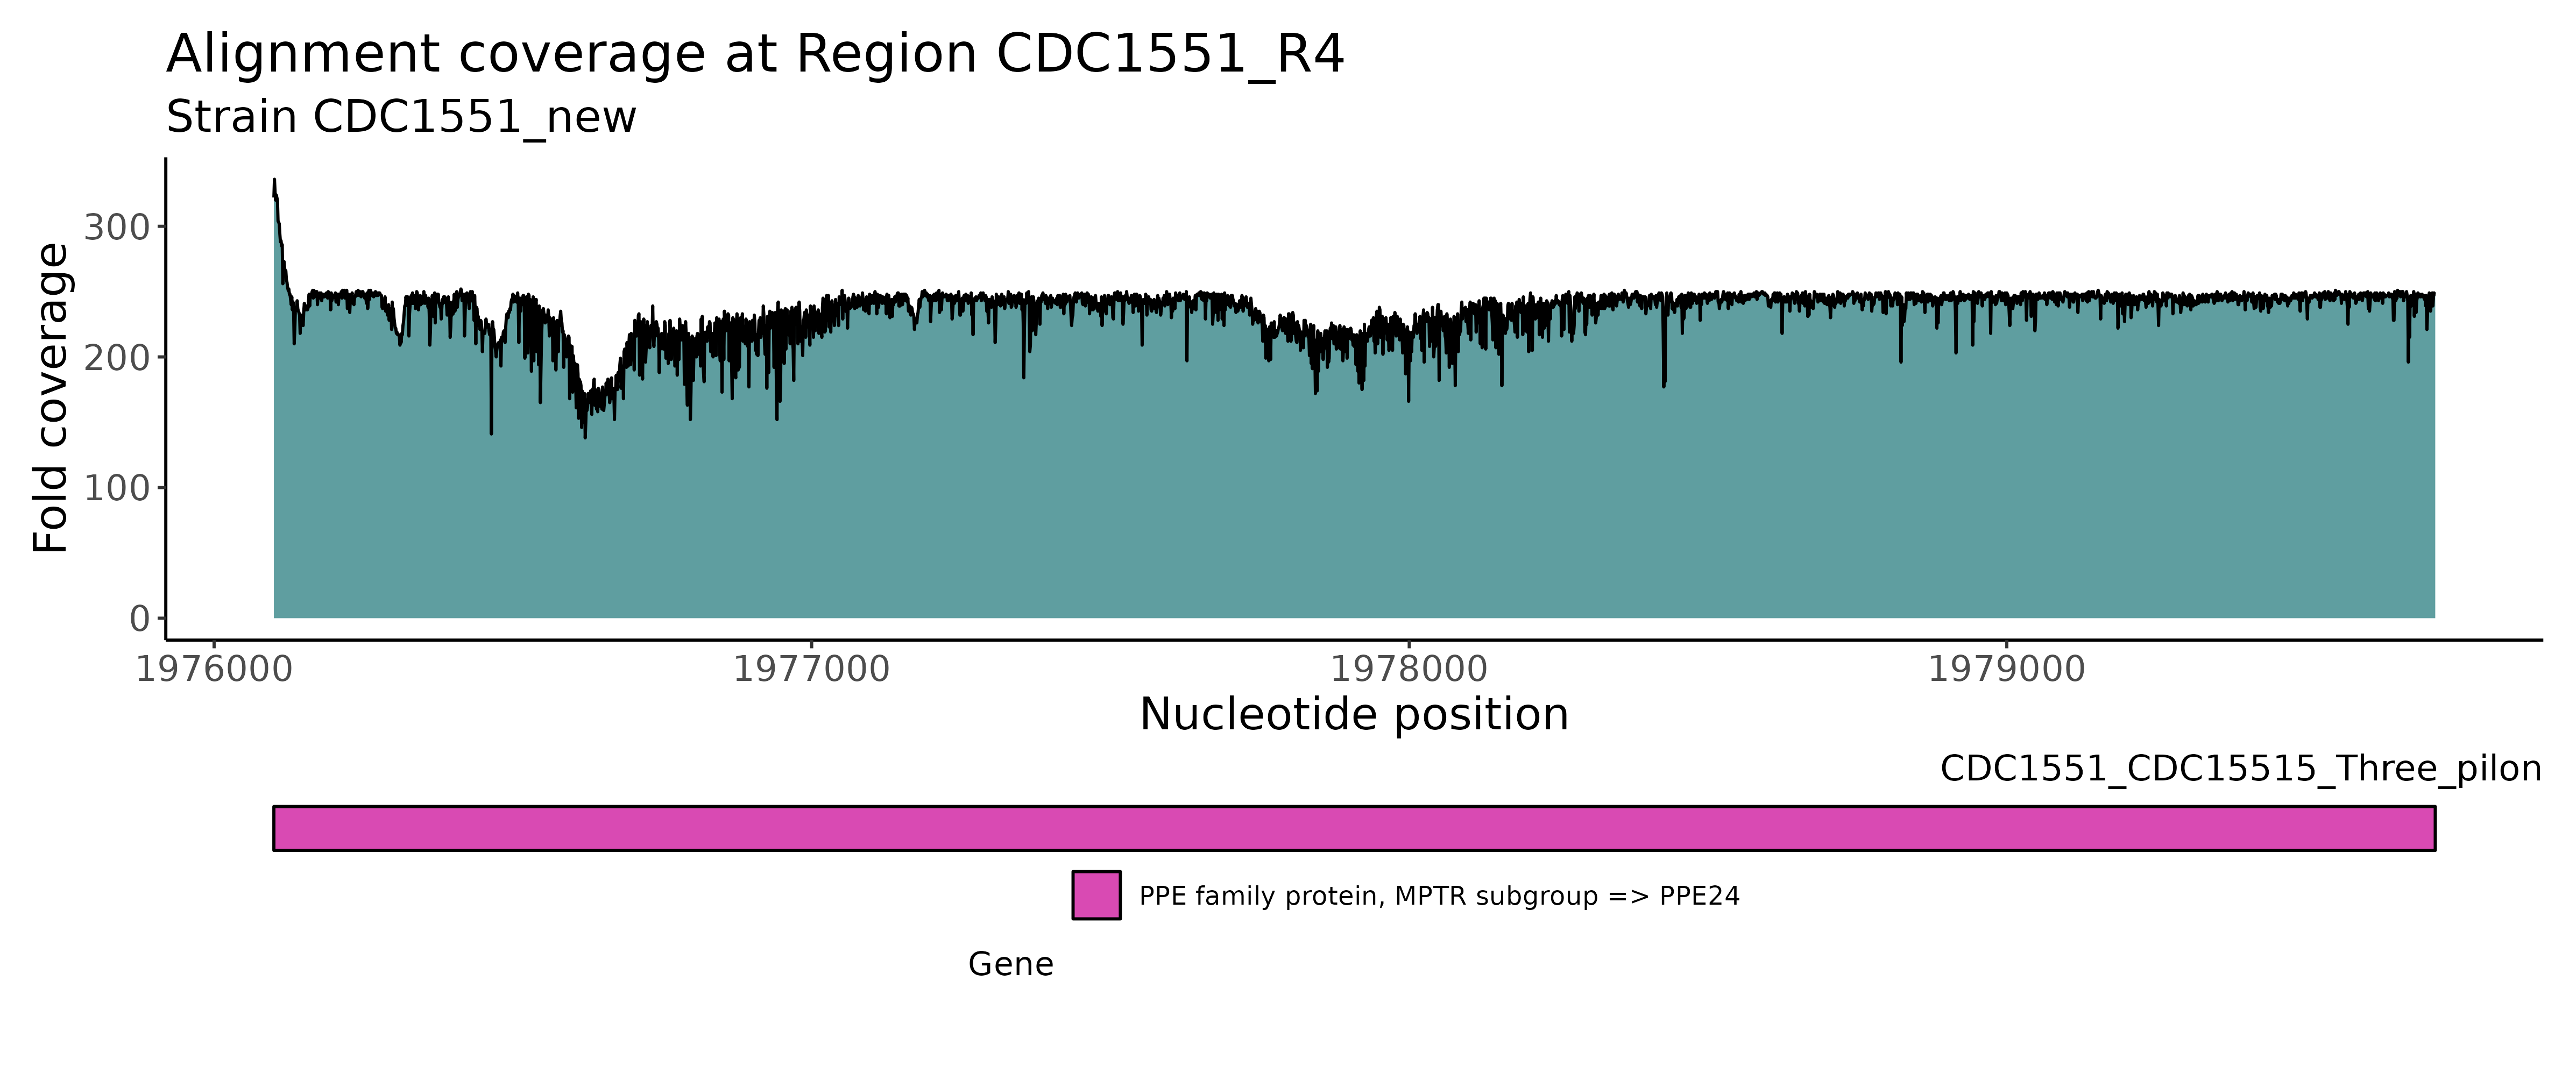 Alignment coverage at Region CDC1551_R4
Strain CDC1551_new
Fold coverage
300
200
100
0
1976000 1977000 1978000 1979000
Nucleotide position
CDC1551_CDC15515_Three_pilon
PPE family protein, MPTR subgroup => PPE24
Gene